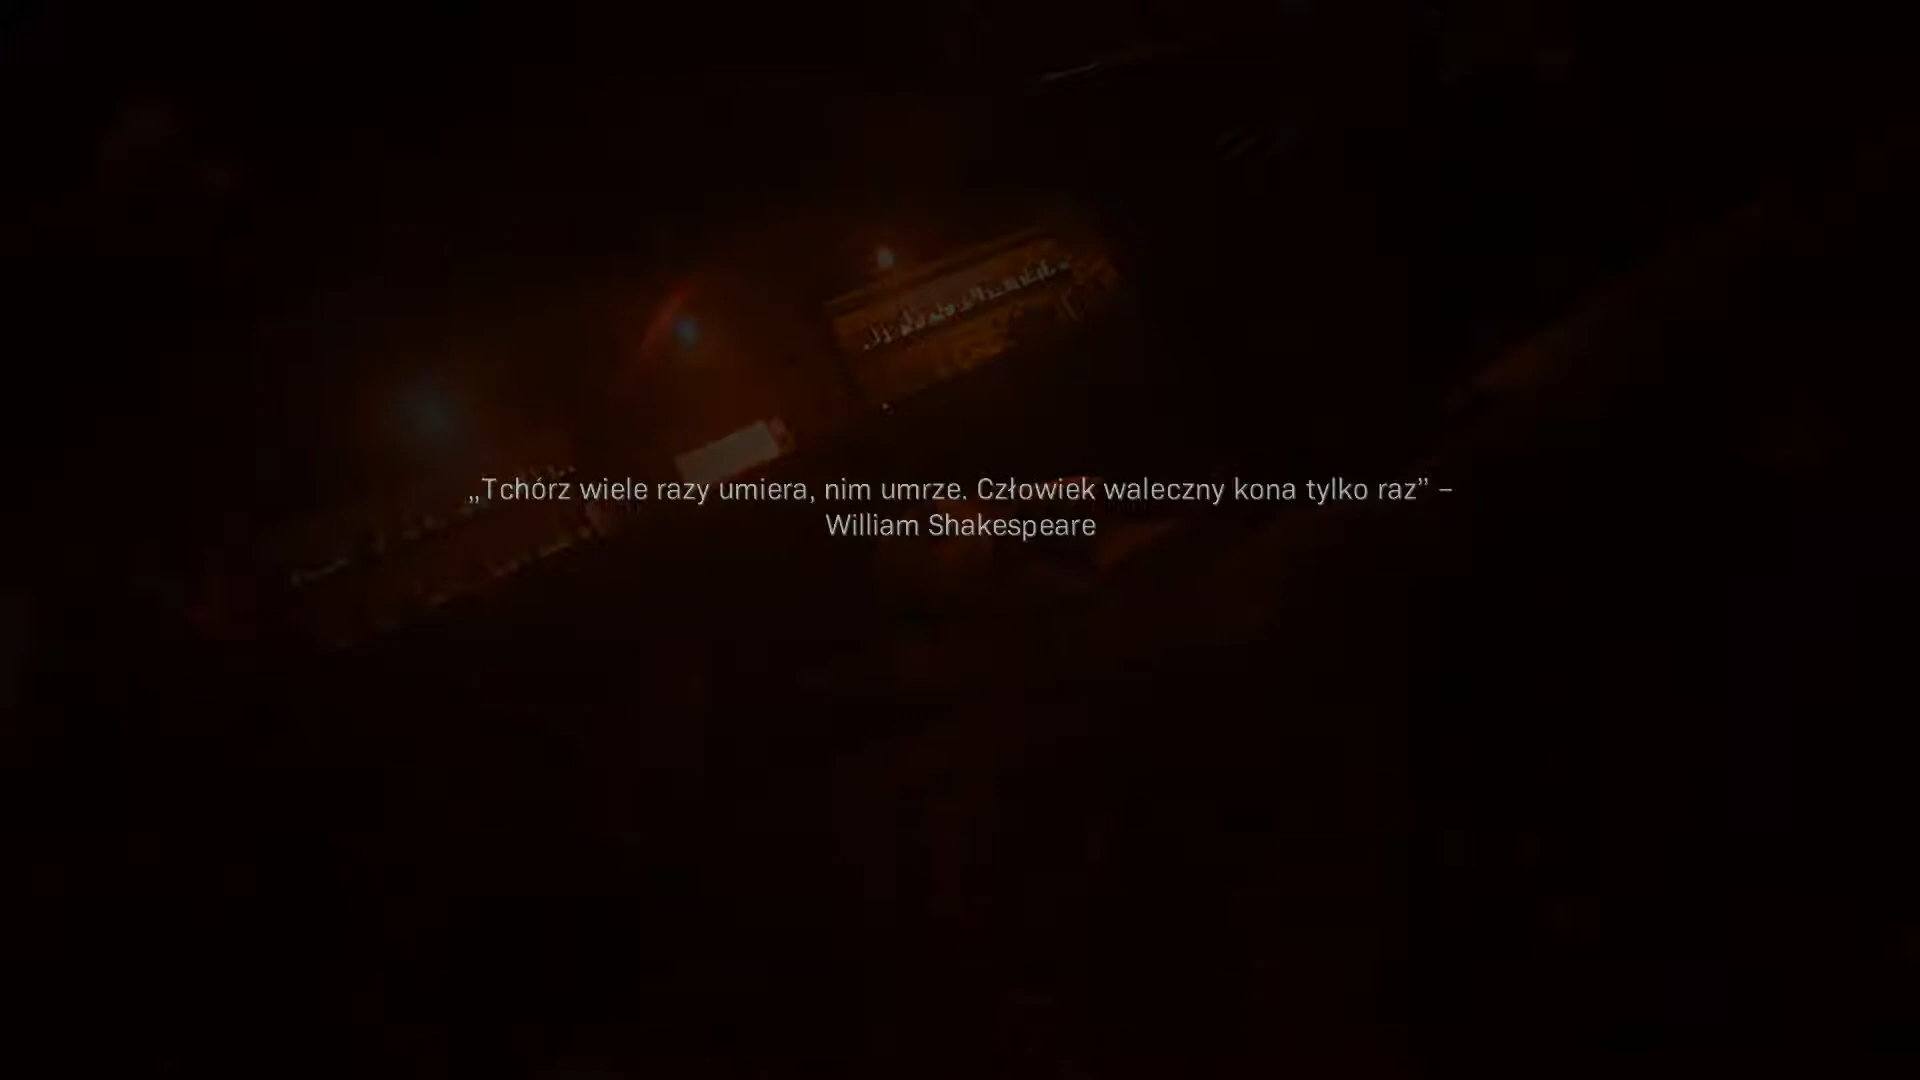 „Tchórz wiele razy umiera, nim umrze. Człowiek waleczny kona tylko raz” –
William Shakespeare